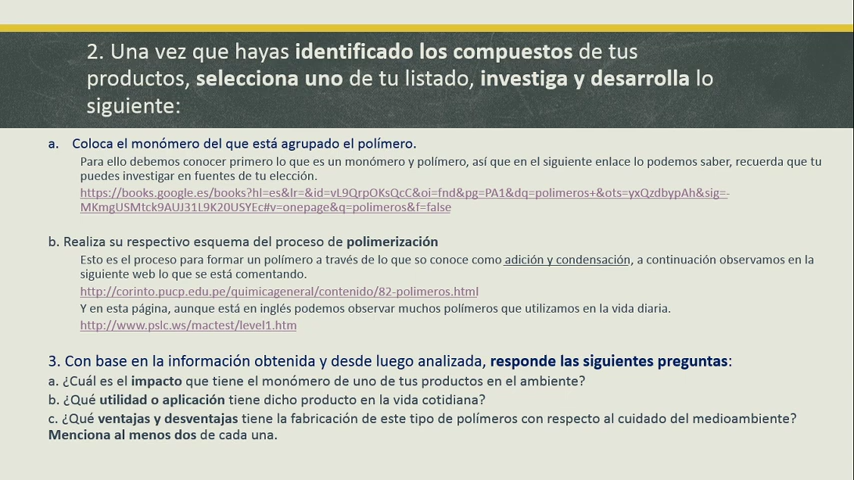 2. Una vez que hayas identificado los compuestos de tus
productos, selecciona uno de tu listado, investiga y desarrolla lo
siguiente:
a. Coloca el monómero del que está agrupado el polímero.
Para ello debemos conocer primero lo que es un monómero y polímero, así que en el siguiente enlace lo podemos saber, recuerda que tu
puedes investigar en fuentes de tu elección.
https://books.google.es/books?hl=es&lr=&id=vL9QrpOKsQcC&oi=fnd&pg=PA1&dq=polimeros+&ots=yxQzdbypAh&sig=-
MKmgUSMtck9AUJ31L9K20USYEc#v=onepage&q=polimeros&f=false
b. Realiza su respectivo esquema del proceso de polimerización
Esto es el proceso para formar un polímero a través de lo que so conoce como adición y condensación, a continuación observamos en la
siguiente web lo que se está comentando.
http://corinto.pucp.edu.pe/quimicageneral/contenido/82-polimeros.html
Y en esta página, aunque está en inglés podemos observar muchos polímeros que utilizamos en la vida diaria.
http://www.pslc.ws/mactest/level1.htm
3. Con base en la información obtenida y desde luego analizada, responde las siguientes preguntas:
a. ¿Cuál es el impacto que tiene el monómero de uno de tus productos en el ambiente?
b. ¿Qué utilidad o aplicación tiene dicho producto en la vida cotidiana?
c. ¿Qué ventajas y desventajas tiene la fabricación de este tipo de polímeros con respecto al cuidado del medioambiente?
Menciona al menos dos de cada una.